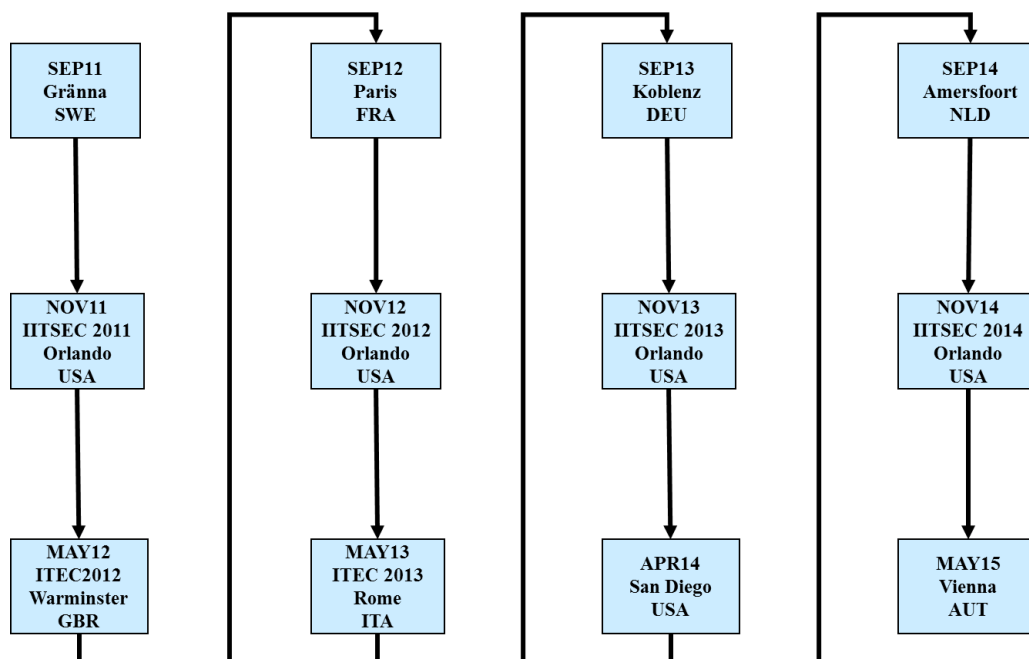 SEP11
Gränna
SWE
NOV11
IITSEC 2011
Orlando
USA
MAY12
ITEC2012
Warminster
GBR
SEP12
Paris
FRA
NOV12
IITSEC 2012
Orlando
USA
MAY13
ITEC 2013
Rome
ITA
SEP13
Koblenz
DEU
NOV13
IITSEC 2013
Orlando
USA
APR14
San Diego
USA
SEP14
Amersfoort
NLD
NOV14
IITSEC 2014
Orlando
USA
MAY15
Vienna
AUT